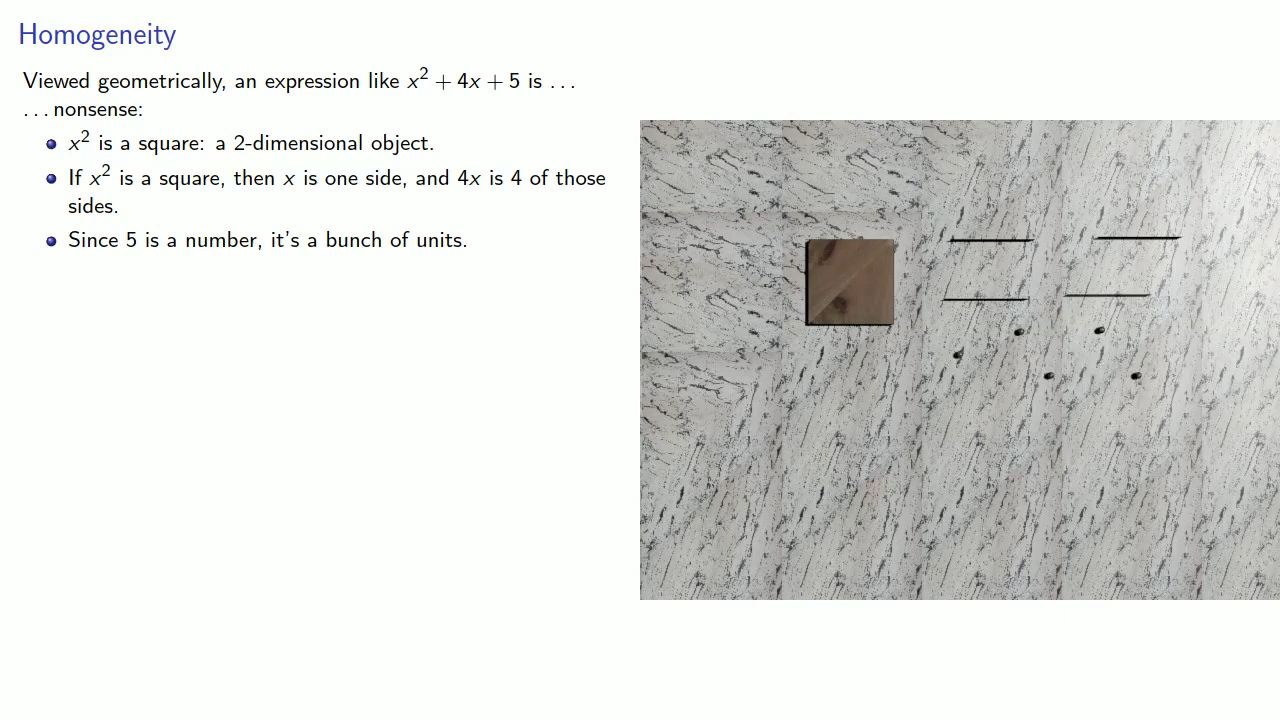 Homogeneity
Viewed geometrically, an expression like x² + 4x + 5 is ...
... nonsense:
x² is a square: a 2-dimensional object.
If x² is a square, then x is one side, and 4x is 4 of those
sides.
Since 5 is a number, it's a bunch of units.